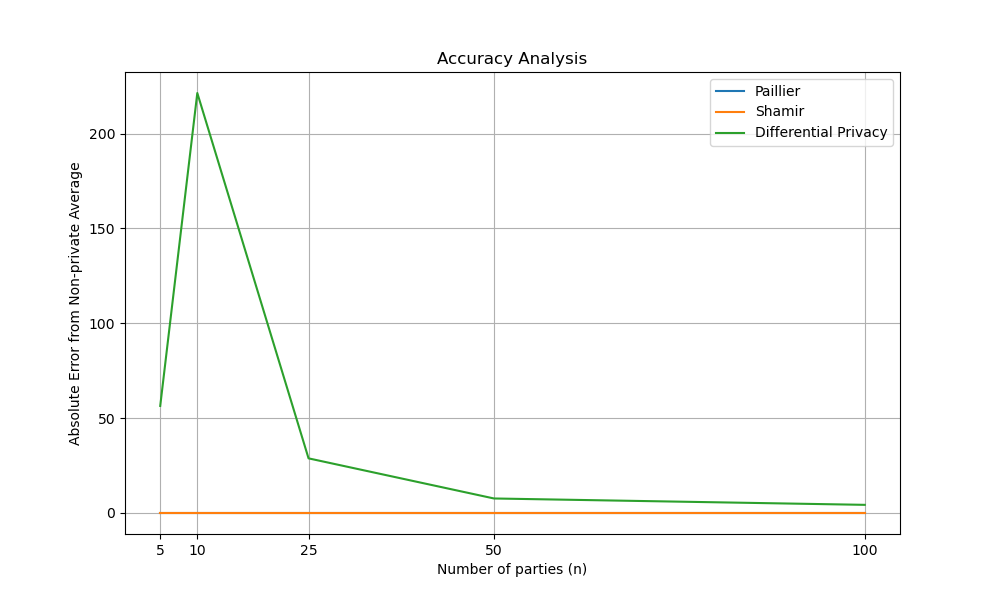 Accuracy Analysis
Paillier
Shamir
Differential Privacy
Absolute Error from Non-private Average
200
150
100
50
0
5 10 25 50 100
Number of parties (n)